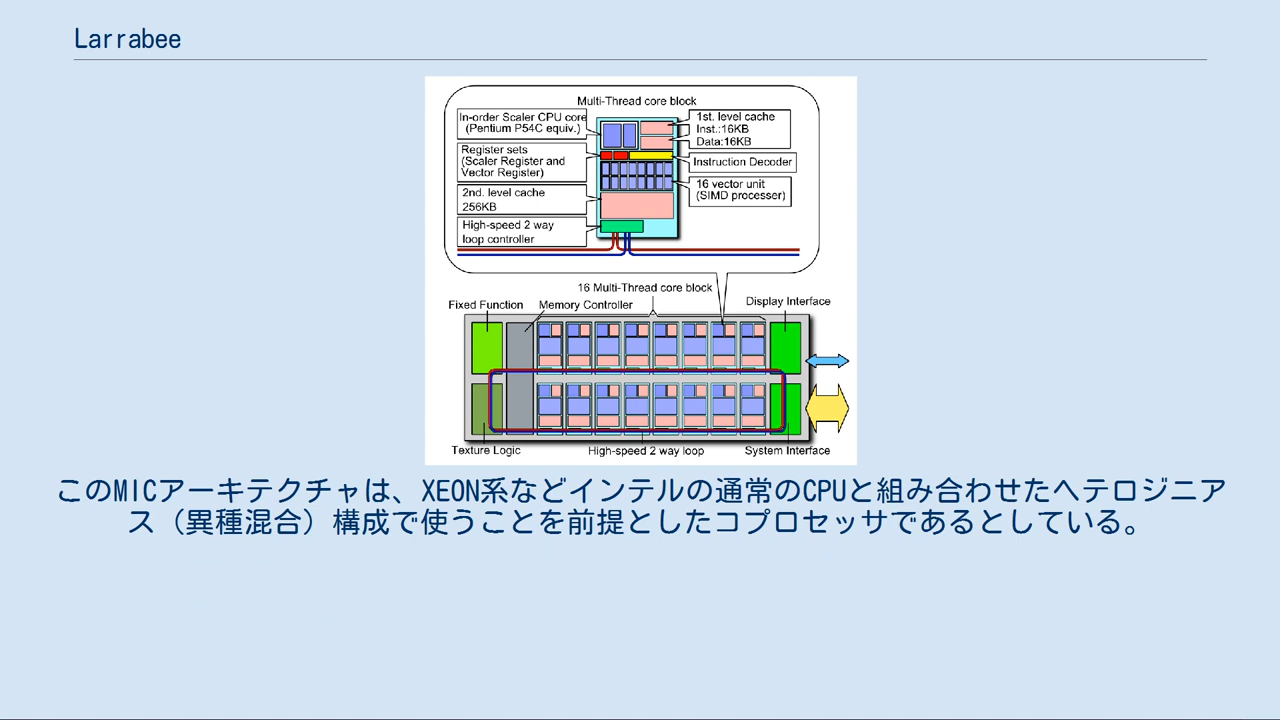 Larrabee
Multi-Thread core block
In-order Scaler CPU core
(Pentium P54C equiv.)
Register sets
(Scaler Register and
Vector Register)
2nd. level cache
256KB
High-speed 2 way
loop controller
1st. level cache
Inst.:16KB
Data:16KB
Instruction Decoder
16 vector unit
(SIMD processer)
16 Multi-Thread core block
Fixed Function
Memory Controller
Display Interface
Texture Logic
High-speed 2 way loop
System Interface
このMICアーキテクチャは、XEON系などインテルの通常のCPUと組み合わせたヘテロジニア
ス（異種混合）構成で使うことを前提としたコプロセッサであるとしている。